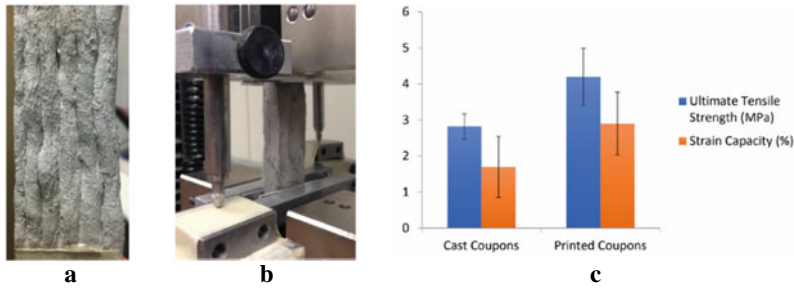 6
5
4
3
2
1
0
Cast Coupons
Printed Coupons
Ultimate Tensile
Strength (MPa)
Strain Capacity (%)
a
b
c